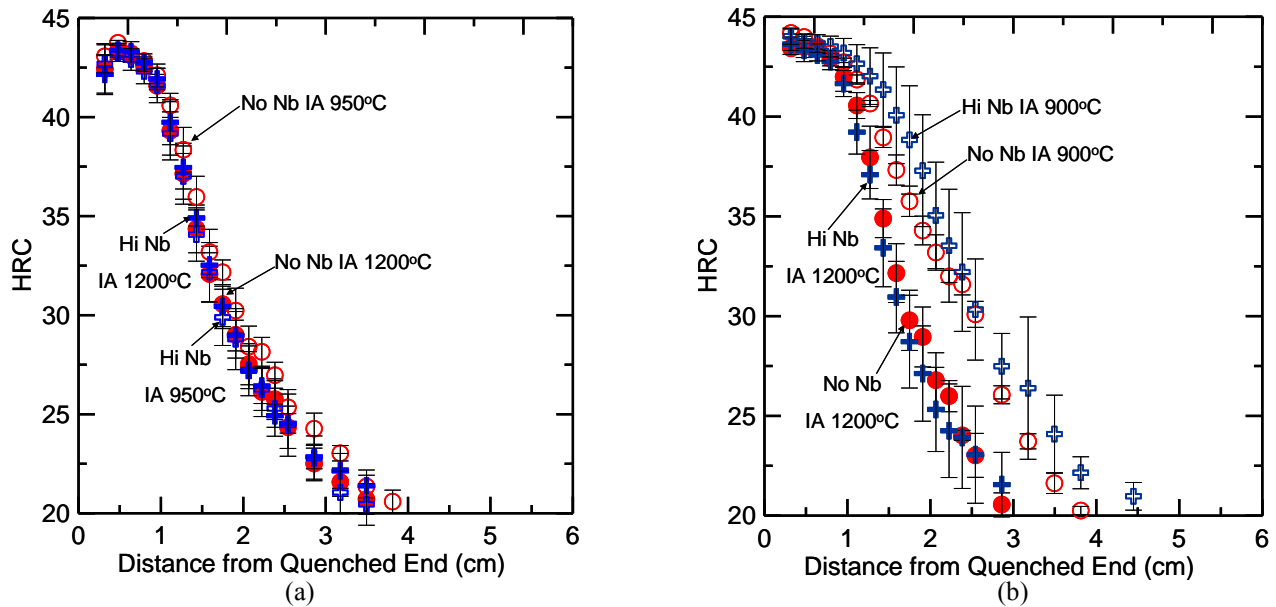 (a)
45
40
35
30
25
20
HRC
0 1 2 3 4 5 6
Distance from Quenched End (cm)
No Nb IA 950ºC
Hi Nb
IA 1200ºC
No Nb IA 1200ºC
Hi Nb
IA 950ºC
(a)
(b)
45
40
35
30
25
20
HRC
0 1 2 3 4 5 6
Distance from Quenched End (cm)
Hi Nb IA 900ºC
No Nb IA 900ºC
Hi Nb
IA 1200ºC
No Nb
IA 1200ºC
(b)